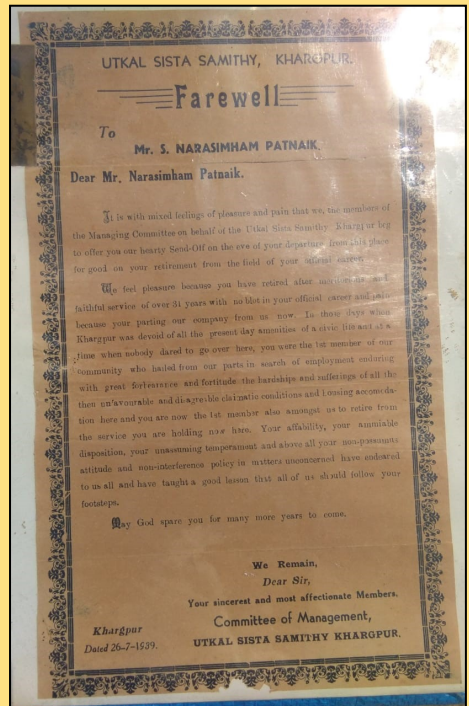 UTKAL SISTA SAMITHY, KHARGPUR.
Farewell
To
Mr. S. NARASIMHAM PATNAIK.
Dear Mr. Narasimham Patnaik.
It is with mixed feelings of pleasure and pain that we, the members of
the Managing Committee on behalf of the Utkal Sista Samithy. Khargpur beg
to offer you our hearty Send-Off on the eve of your departure from this place
for good on your retirement from the field of your official career.
We feel pleasure because you have retired after and
faithful service of over 31 years with no blot in your official career and pain
because your parting our company from us now. In those days when
Khargpur was devoid of all the present day amenities of a civic life and at a
time when nobody dared to go over here, you were the 1st member of our
community who hailed from our parts in search of employment enduring
with great forbearance and fortitude the hardships and sufferings of all the
then unfavourable and disagreible climatic conditions and housing accomoda-
tion here and you are now the 1st member also amongst us to retire from
the service you are holding now here. Your affability, your ammiable
disposition, your unassuming temperament and above all your non-possessive
attitude and non-interference policy in matters unconcerned have endeared
to us all and have taught a good lesson that all of us should follow your
footsteps.
May God spare you for many more years to come.
We Remain,
Dear Sir,
Your sincerest and most affectionate Members.
Committee of Management,
UTKAL SISTA SAMITHY KHARGPUR.
Khargpur
Dated 26-7-1939.